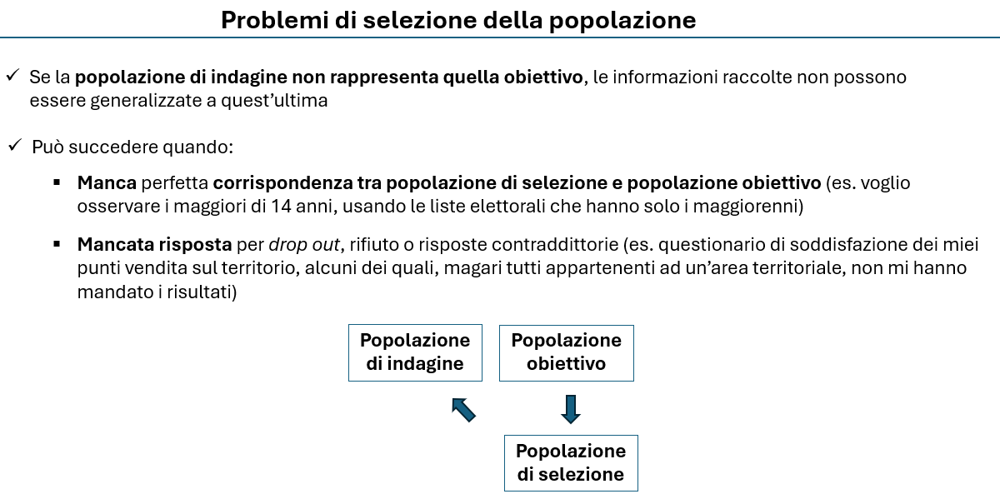 Problemi di selezione della popolazione
✓ Se la popolazione di indagine non rappresenta quella obiettivo, le informazioni raccolte non possono
essere generalizzate a quest’ultima
✓ Può succedere quando:
▪ Manca perfetta corrispondenza tra popolazione di selezione e popolazione obiettivo (es. voglio
osservare i maggiori di 14 anni, usando le liste elettorali che hanno solo i maggiorenni)
▪ Mancata risposta per drop out, rifiuto o risposte contraddittorie (es. questionario di soddisfazione dei miei
punti vendita sul territorio, alcuni dei quali, magari tutti appartenenti ad un’area territoriale, non mi hanno
mandato i risultati)
Popolazione
di indagine
Popolazione
obiettivo
Popolazione
di selezione